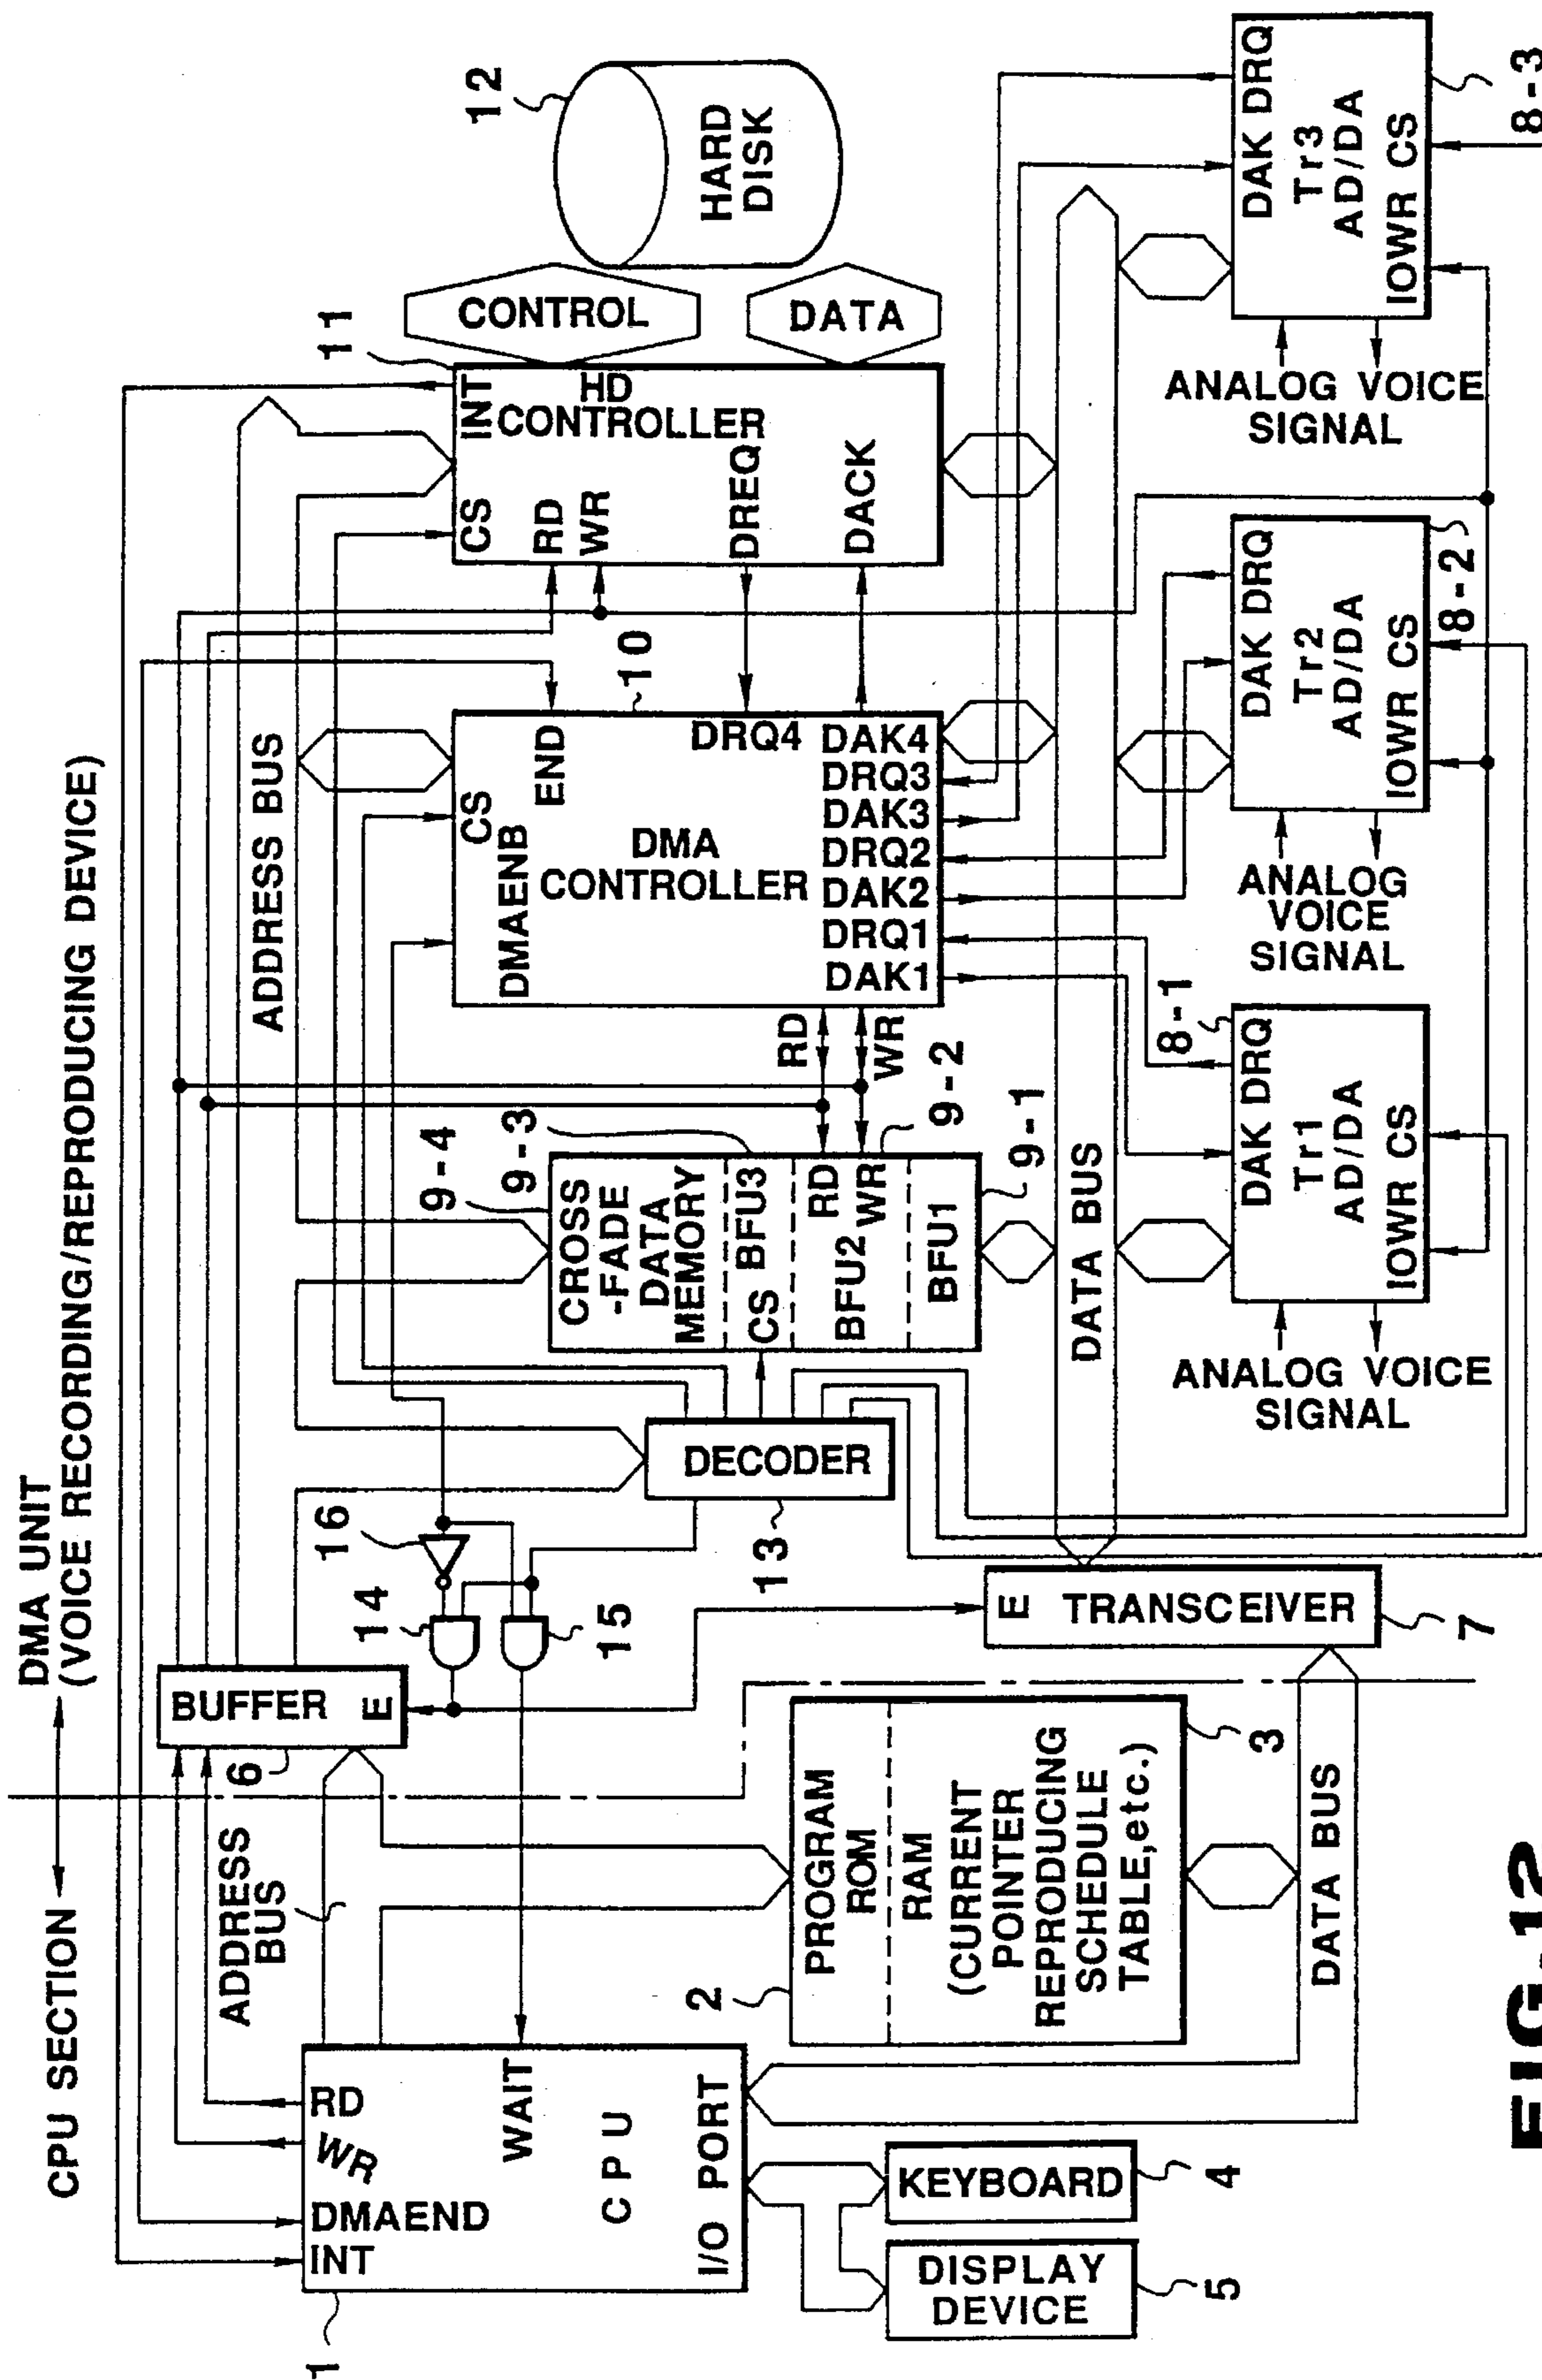 CPU SECTION
DMA UNIT
(VOICE RECORDING/REPRODUCING DEVICE)
1
INT
DMAEND
WR
RD
WAIT
CPU
I/O PORT
ADDRESS
BUS
6
BUFFER
E
14
16
15
ADDRESS BUS
2
PROGRAM
ROM
RAM
(CURRENT
POINTER
REPRODUCING
SCHEDULE
TABLE,etc.)
3
KEYBOARD
4
DISPLAY
DEVICE
5
DATA BUS
E
TRANSCEIVER
7
DECODER
13
9-4
9-3
CROSS
-FADE
DATA
MEMORY
CS BFU3
RD
BFU2
WR
BFU1
9-2
9-1
RD
WR
DMAENB
CS
END
10
DMA
CONTROLLER
DRQ4
DAK4
DRQ3
DAK3
DRQ2
DAK2
DRQ1
DAK1
11
CS
INT
HD
CONTROLLER
RD
WR
DREQ
DACK
CONTROL
DATA
12
HARD
DISK
DATA BUS
8-1
DAK DRQ
Tr1
AD/DA
IOWR CS
ANALOG VOICE
SIGNAL
DAK DRQ
Tr2
AD/DA
IOWR CS
8-2
ANALOG
VOICE
SIGNAL
DAK DRQ
Tr3
AD/DA
IOWR CS
8-3
ANALOG VOICE
SIGNAL
FIG.12